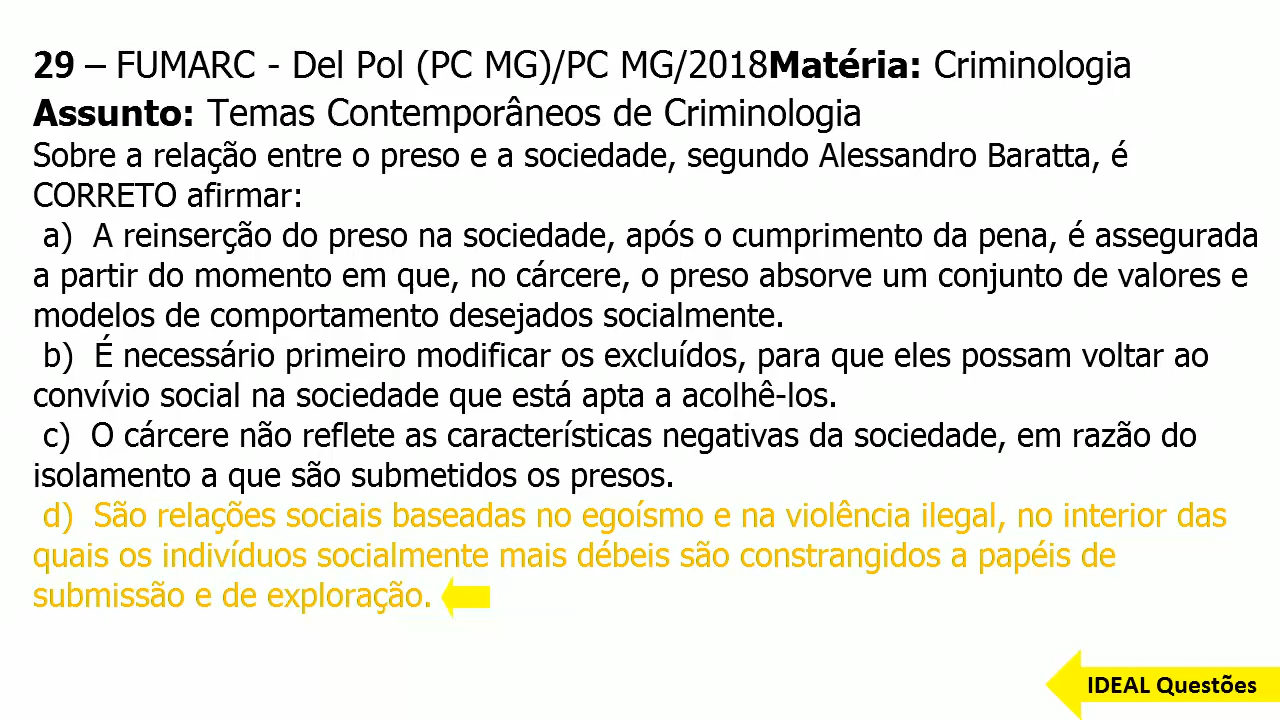 29 – FUMARC - Del Pol (PC MG)/PC MG/2018Matéria: Criminologia
Assunto: Temas Contemporâneos de Criminologia
Sobre a relação entre o preso e a sociedade, segundo Alessandro Baratta, é
CORRETO afirmar:
a) A reinserção do preso na sociedade, após o cumprimento da pena, é assegurada
a partir do momento em que, no cárcere, o preso absorve um conjunto de valores e
modelos de comportamento desejados socialmente.
b) É necessário primeiro modificar os excluídos, para que eles possam voltar ao
convívio social na sociedade que está apta a acolhê-los.
c) O cárcere não reflete as características negativas da sociedade, em razão do
isolamento a que são submetidos os presos.
d) São relações sociais baseadas no egoísmo e na violência ilegal, no interior das
quais os indivíduos socialmente mais débeis são constrangidos a papéis de
submissão e de exploração.
IDEAL Questões